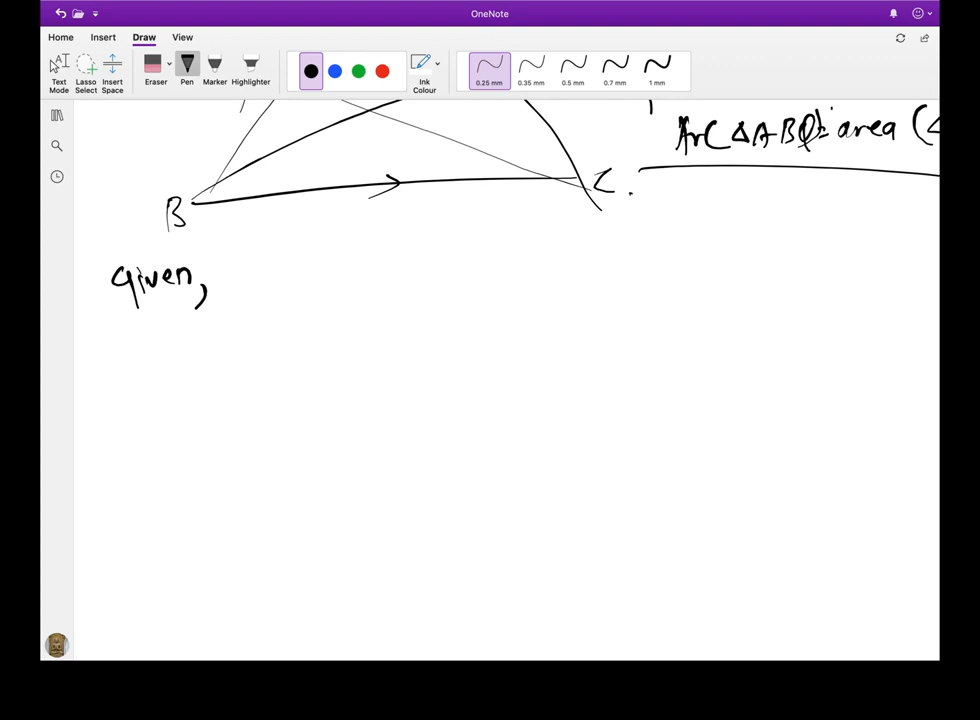 OneNote
Home Insert Draw View
Text Mode
Lasso Select
Insert Space
Eraser
Pen
Marker
Highlighter
Ink Colour
0.25 mm
0.35 mm
0.5 mm
0.7 mm
1 mm
Ar( ΔABQ = area (Δ
C.
B
Given,